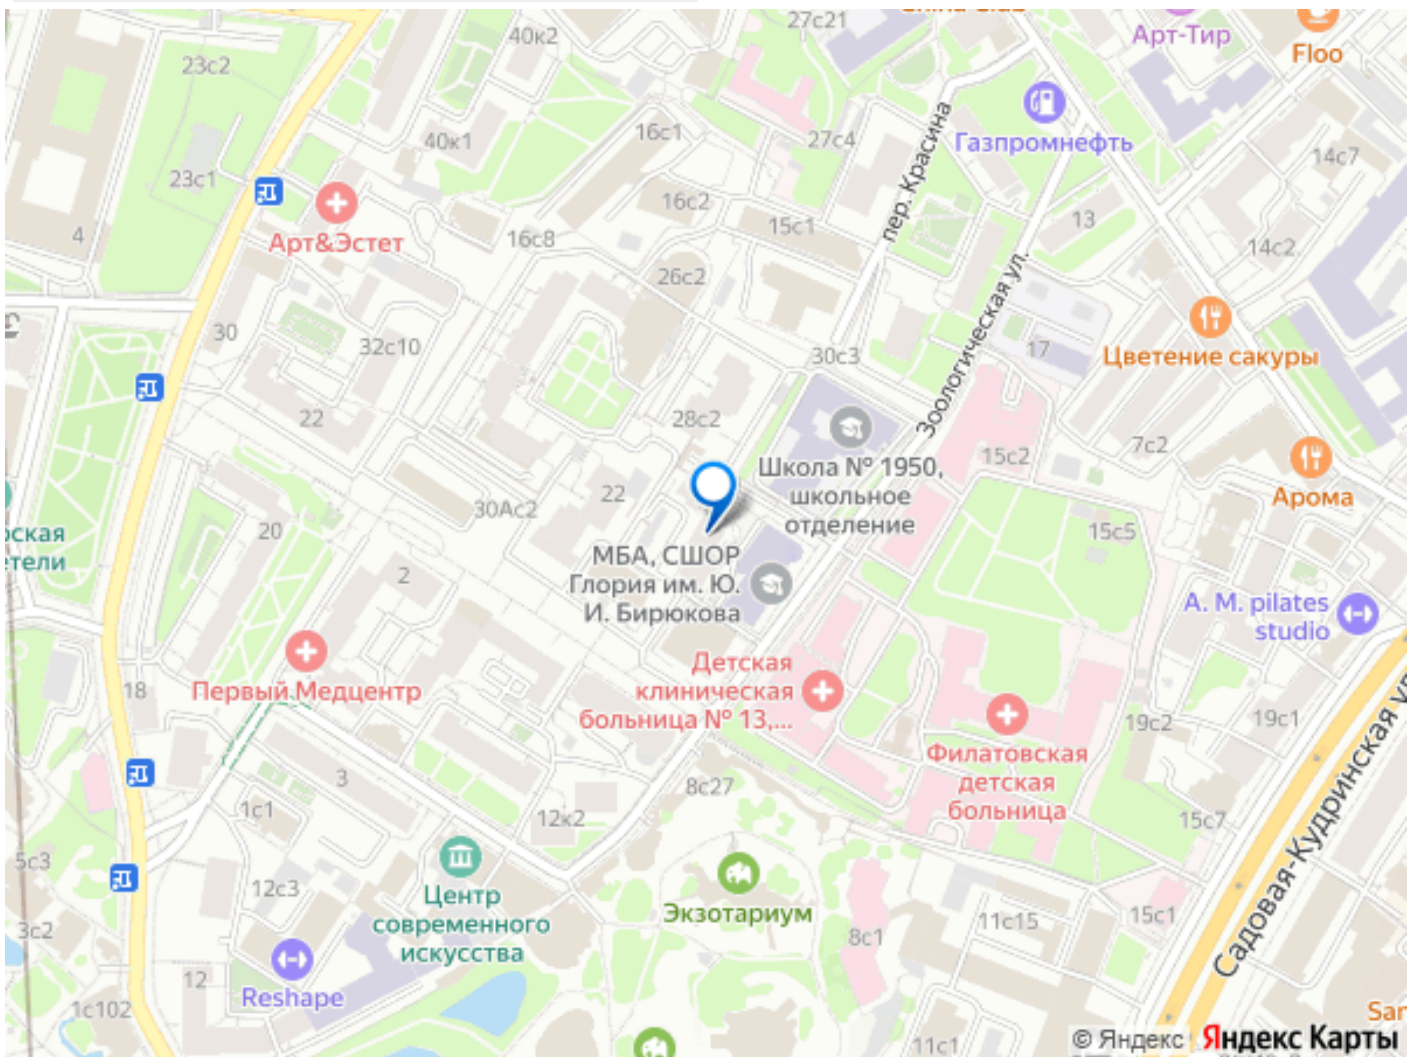 27с21
40к2
Арт-Тир
Floo
23с2
Газпромнефть
16с1
27с4
40к1
14с7
23с1
пер. Красина
16с2
13
15с1
4
Арт&Эстет
16с8
14с2
26с2
Зоологическая ул.
30
32с10
17
30с3
Цветение сакуры
22
28с2
7с2
15с2
Школа № 1950,
школьное
отделение
22
Арома
30Ас2
20
15с5
МБА, СШОР
Глория им. Ю.
И. Бирюкова
2
A. M. pilates
studio
Детская
клиническая
больница № 13,...
Первый Медцентр
18
19с2
19с1
Филатовская
детская
больница
3
8с27
1с1
12к2
15с7
Садовая-Кудринская
5с3
12с3
Центр
современного
искусства
Экзотариум
11с15
15с1
3с2
8с1
12
Reshape
1с102
11с1
© Яндекс
Яндекс Карты